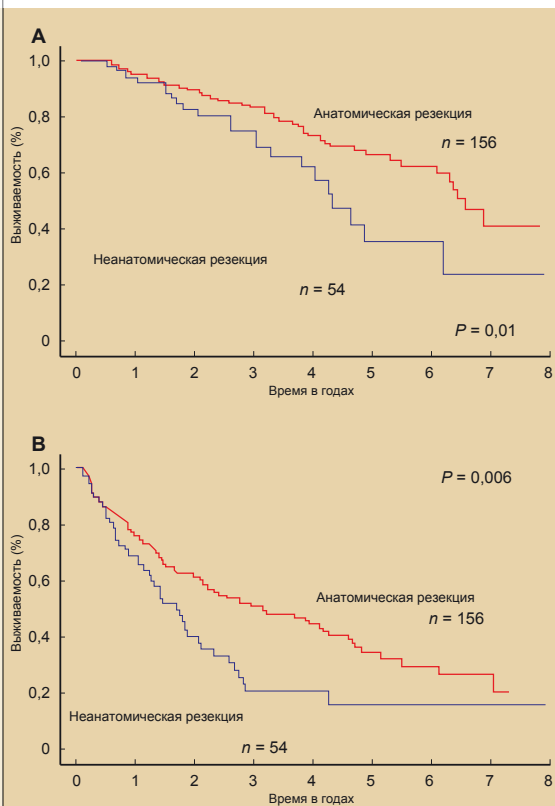 A
1,0
0,8
0,6
0,4
0,2
0
Выживаемость (%)
Анатомическая резекция
n = 156
Неанатомическая резекция
n = 54
P = 0,01
0 1 2 3 4 5 6 7 8
Время в годах
B
1,0
0,8
0,6
0,4
0,2
0
Выживаемость (%)
P = 0,006
Анатомическая резекция
n = 156
Неанатомическая резекция
n = 54
0 1 2 3 4 5 6 7 8
Время в годах